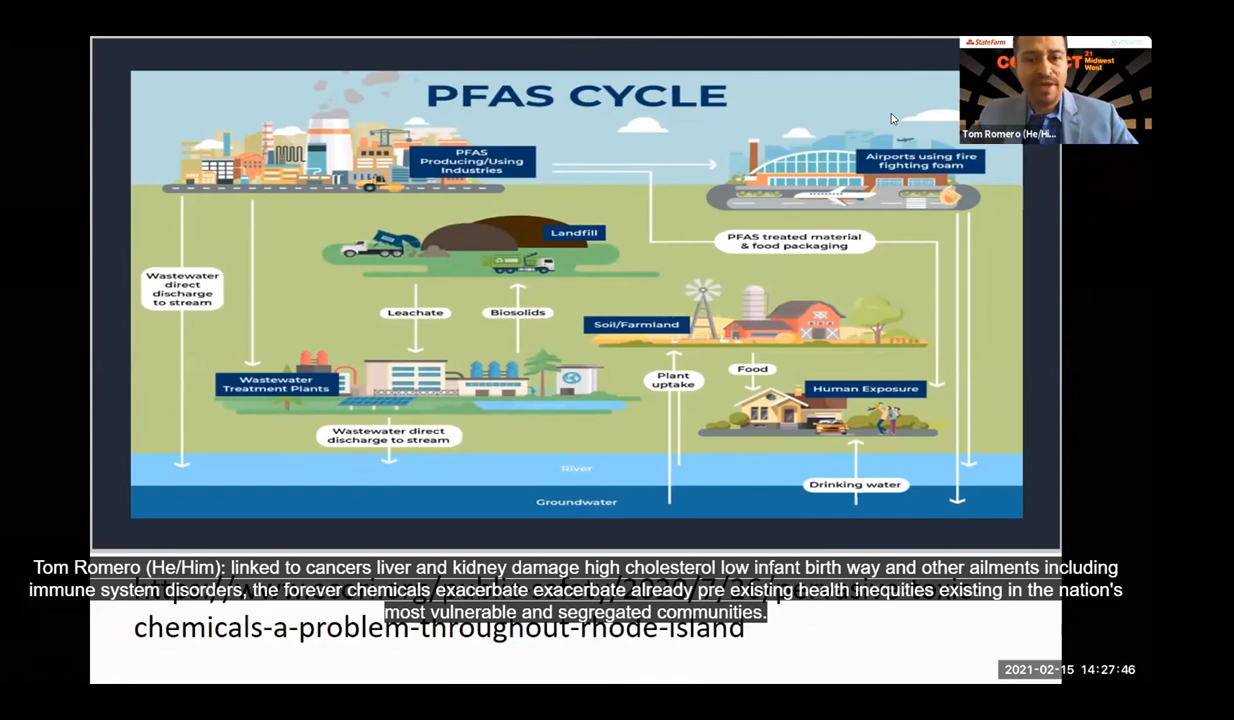 StateFarm
21
Midwest
West
Tom Romero (He/Hi...
PFAS CYCLE
PFAS
Producing/Using
Industries
Airports using fire
fighting foam
Landfill
PFAS treated material
& food packaging
Wastewater
direct
discharge
to stream
Leachate
Biosolids
Soil/Farmland
Wastewater
Treatment Plants
Plant
uptake
Food
Human Exposure
Wastewater direct
discharge to stream
River
Drinking water
Groundwater
Tom Romero (He/Him): linked to cancers liver and kidney damage high cholesterol low infant birth way and other ailments including
immune system disorders, the forever chemicals exacerbate exacerbate already pre existing health inequities existing in the nation's
most vulnerable and segregated communities.
chemicals-a-problem-throughout-rhode-island
2021-02-15 14:27:46